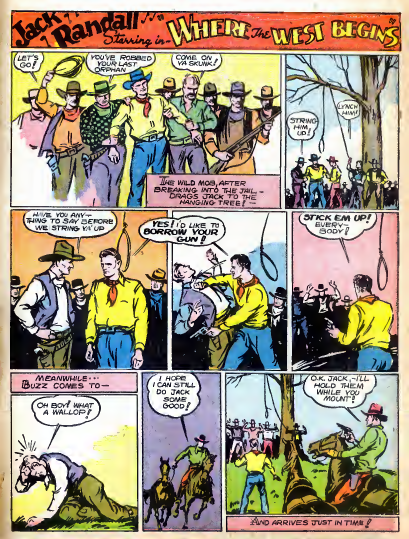 Jack Randall
Starring in-
WHERE The WEST BEGINS
LET'S
GO!
YOU'VE ROBBED
YOUR LAST
ORPHAN
COME ON
YA SKUNK!
THE WILD MOB, AFTER
BREAKING INTO THE JAIL-
DRAGS JACK TO THE
HANGING TREE! -
STRING
HIM
UP!
LYNCH
HIM!
HAVE YOU ANY-
THING TO SAY BEFORE
WE STRING YA' UP
YES! I'D LIKE TO
BORROW YOUR
GUN!
STICK EM UP!
EVERY-
BODY!
MEANWHILE---
BUZZ COMES TO-
OH BOY! WHAT
A WALLOP!
I HOPE
I CAN STILL
DO JACK
SOME
GOOD!
O.K. JACK,-I'LL
HOLD THEM
WHILE YOU
MOUNT!
AND ARRIVES JUST IN TIME!